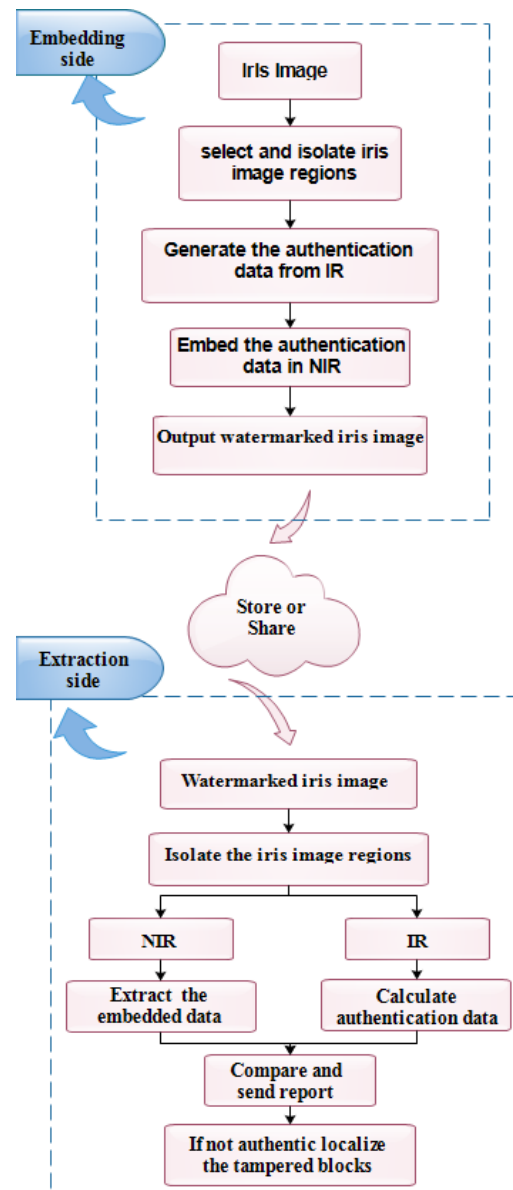 Embedding
side
Iris Image
select and isolate iris
image regions
Generate the authentication
data from IR
Embed the authentication
data in NIR
Output watermarked iris image
Store or
Share
Extraction
side
Watermarked iris image
Isolate the iris image regions
NIR
IR
Extract the
embedded data
Calculate
authentication data
Compare and
send report
If not authentic localize
the tampered blocks